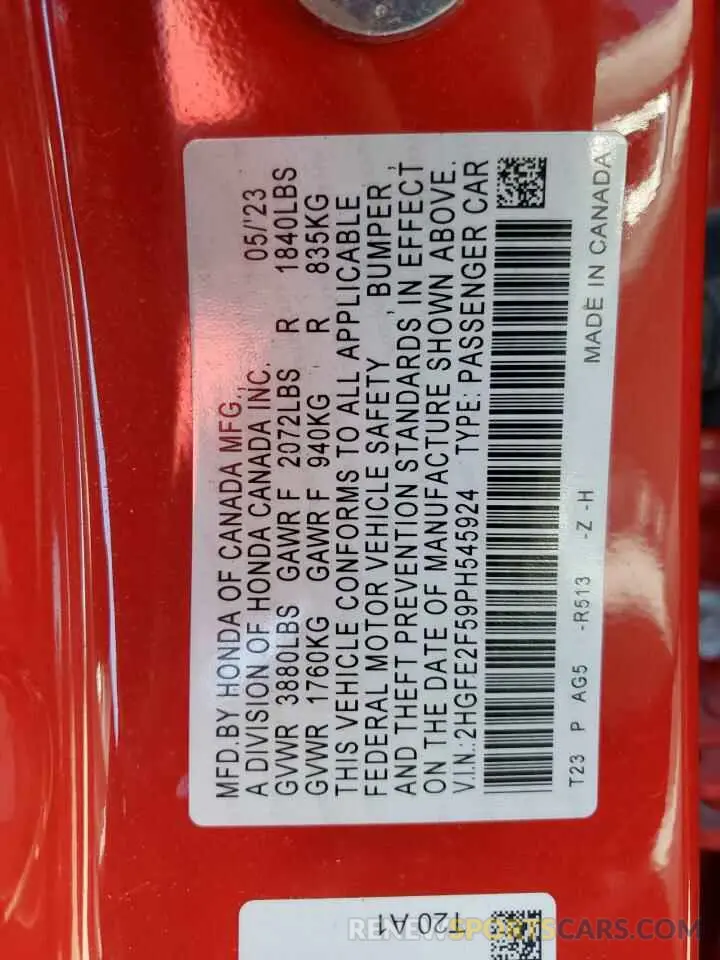 MFD.BY HONDA OF CANADA MFG.,
A DIVISION OF HONDA CANADA INC. 05/'23
GVWR 3880LBS GAWR F 2072LBS R 1840LBS
GVWR 1760KG GAWR F 940KG R 835KG
THIS VEHICLE CONFORMS TO ALL APPLICABLE
FEDERAL MOTOR VEHICLE SAFETY , BUMPER ,
AND THEFT PREVENTION STANDARDS IN EFFECT
ON THE DATE OF MANUFACTURE SHOWN ABOVE.
V.I.N.:2HGFE2F59PH545924 TYPE: PASSENGER CAR
T23 P AG5 -R513 -Z -H MADE IN CANADA
T20 A1
RENEWSPORTSCARS.COM